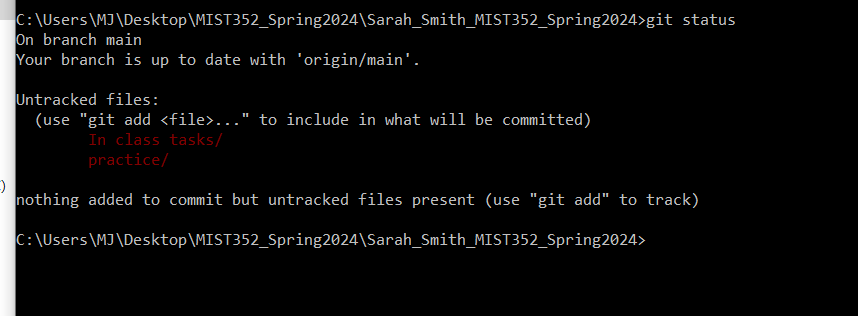 C:\Users\MJ\Desktop\MIST352_Spring2024\Sarah_Smith_MIST352_Spring2024>git status
On branch main
Your branch is up to date with 'origin/main'.
Untracked files:
(use "git add <file>..." to include in what will be committed)
In class tasks/
practice/
nothing added to commit but untracked files present (use "git add" to track)
C:\Users\MJ\Desktop\MIST352_Spring2024\Sarah_Smith_MIST352_Spring2024>